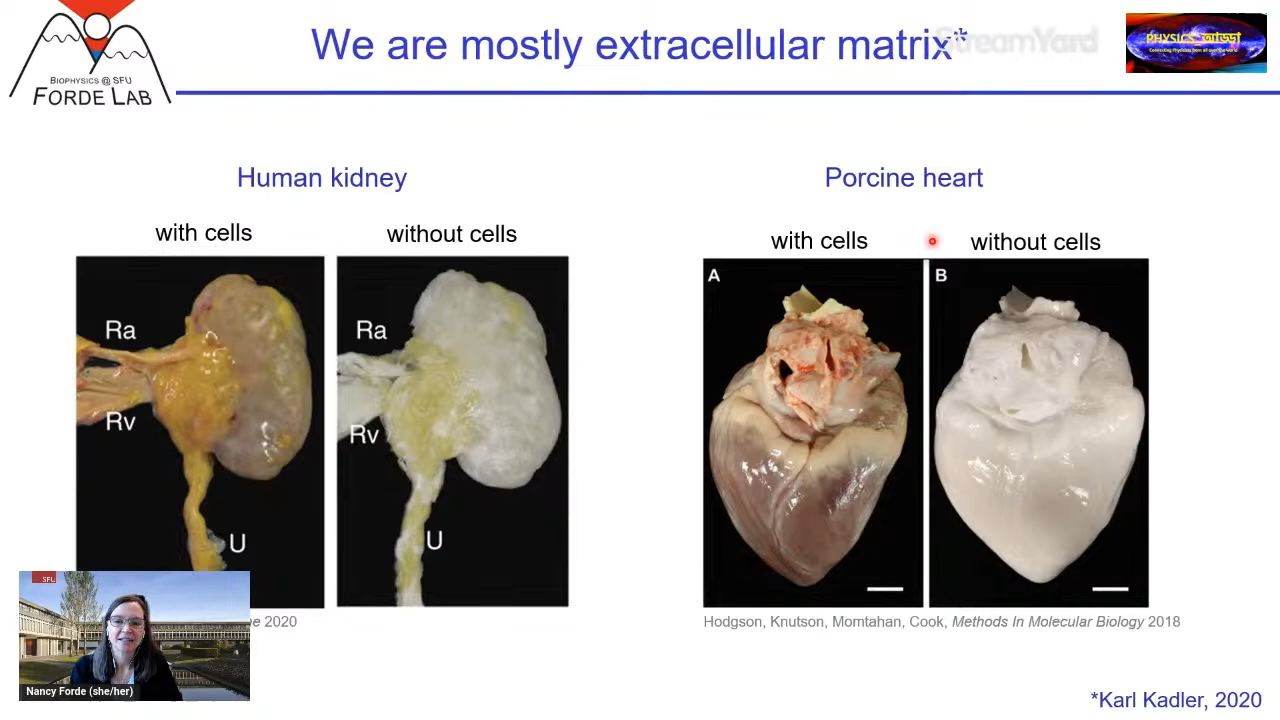 We are mostly extracellular matrix*
StreamYard
PHYSICS_আড্ডা
BIOPHYSICS @ SFU
FORDE LAB
Human kidney
Porcine heart
with cells
without cells
with cells
without cells
Ra
Rv
U
Ra
Rv
U
A
B
2020
Hodgson, Knutson, Momtahan, Cook, Methods In Molecular Biology 2018
SFU
Nancy Forde (she/her)
*Karl Kadler, 2020